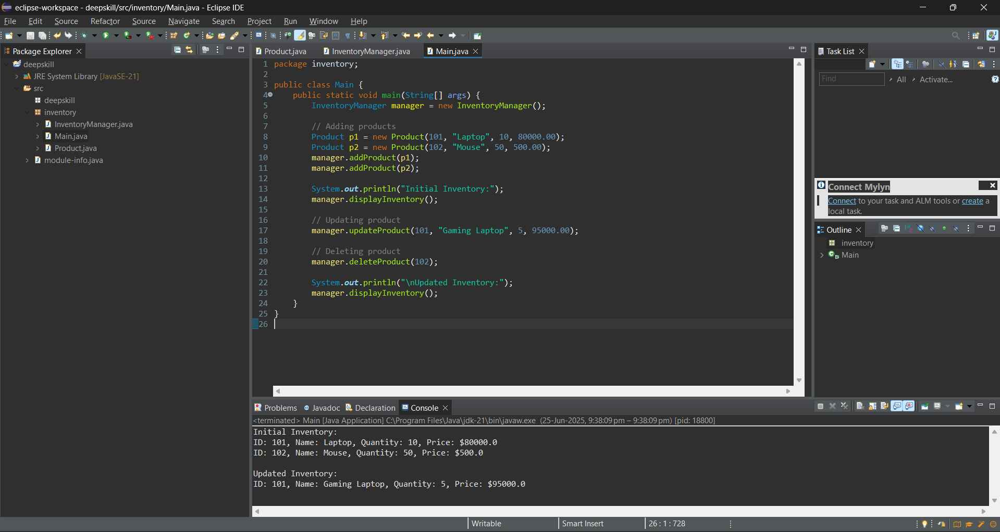 eclipse-workspace - deepskill/src/inventory/Main.java - Eclipse IDE
File Edit Source Refactor Source Navigate Search Project Run Window Help
Package Explorer
deepskill
JRE System Library [JavaSE-21]
src
deepskill
inventory
InventoryManager.java
Main.java
Product.java
module-info.java
Product.java InventoryManager.java Main.java
1 package inventory;
2
3 public class Main {
4 public static void main(String[] args) {
5 InventoryManager manager = new InventoryManager();
6
7 // Adding products
8 Product p1 = new Product(101, "Laptop", 10, 80000.00);
9 Product p2 = new Product(102, "Mouse", 50, 500.00);
10 manager.addProduct(p1);
11 manager.addProduct(p2);
12
13 System.out.println("Initial Inventory:");
14 manager.displayInventory();
15
16 // Updating product
17 manager.updateProduct(101, "Gaming Laptop", 5, 95000.00);
18
19 // Deleting product
20 manager.deleteProduct(102);
21
22 System.out.println("\nUpdated Inventory:");
23 manager.displayInventory();
24 }
25 }
26
Task List
Find All Activate...
Connect Mylyn
Connect to your task and ALM tools or create a
local task.
Outline
inventory
Main
Problems Javadoc Declaration Console
<terminated> Main [Java Application] C:\Program Files\Java\jdk-21\bin\javaw.exe (25-Jun-2025, 9:38:09 pm – 9:38:09 pm) [pid: 18800]
Initial Inventory:
ID: 101, Name: Laptop, Quantity: 10, Price: $80000.0
ID: 102, Name: Mouse, Quantity: 50, Price: $500.0
Updated Inventory:
ID: 101, Name: Gaming Laptop, Quantity: 5, Price: $95000.0
Writable Smart Insert 26 : 1 : 728